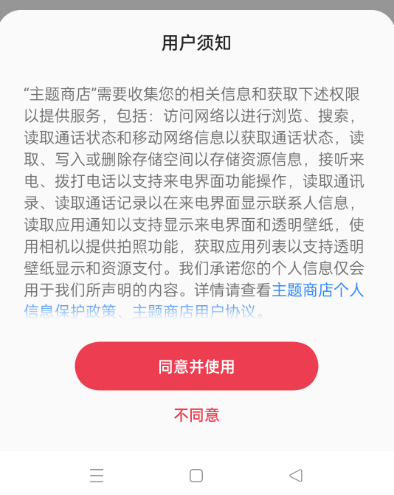 用户须知
“主题商店”需要收集您的相关信息和获取下述权限
以提供服务，包括：访问网络以进行浏览、搜索，
读取通话状态和移动网络信息以获取通话状态，读
取、写入或删除存储空间以存储资源信息，接听来
电、拨打电话以支持来电界面功能操作，读取通讯
录、读取通话记录以在来电界面显示联系人信息，
读取应用通知以支持显示来电界面和透明壁纸，使
用相机以提供拍照功能，获取应用列表以支持透明
壁纸显示和资源支付。我们承诺您的个人信息仅会
用于我们所声明的内容。详情请查看主题商店个人
信息保护政策、主题商店用户协议。
同意并使用
不同意